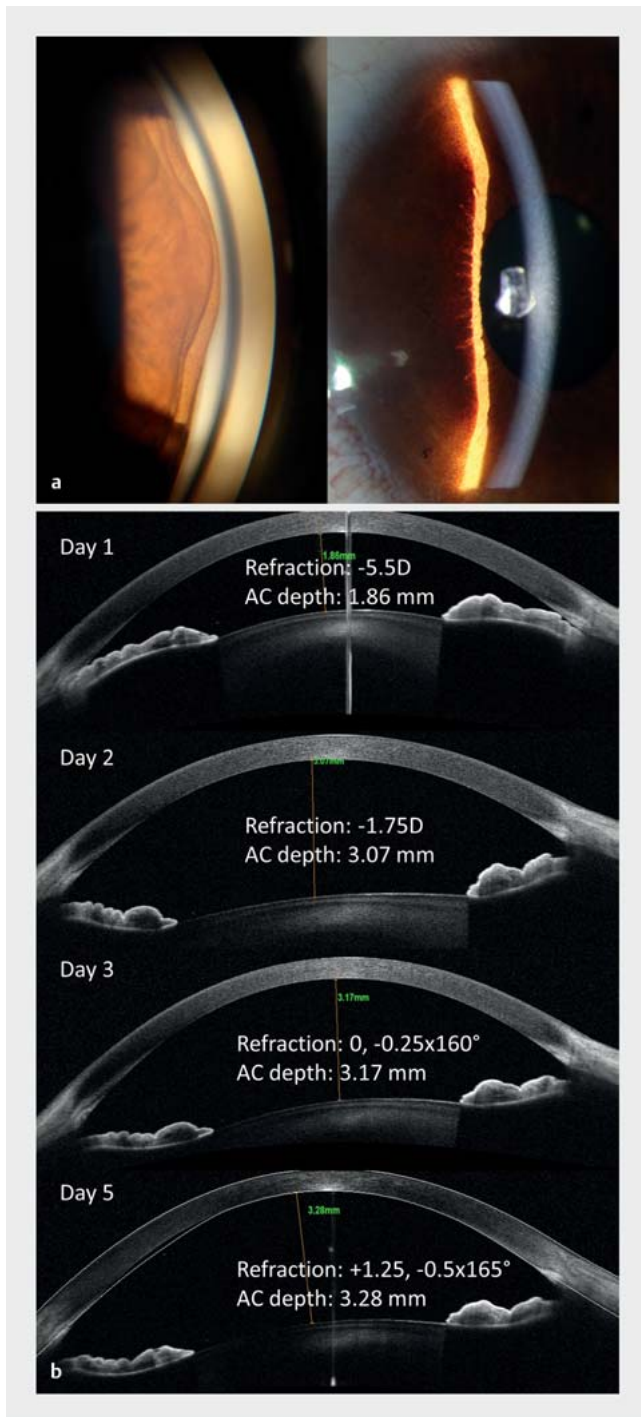 a
Day 1
1.86mm
Refraction: -5.5D
AC depth: 1.86 mm
Day 2
3.07mm
Refraction: -1.75D
AC depth: 3.07 mm
Day 3
3.17mm
Refraction: 0, -0.25x160°
AC depth: 3.17 mm
Day 5
3.28mm
Refraction: +1.25, -0.5x165°
AC depth: 3.28 mm
b